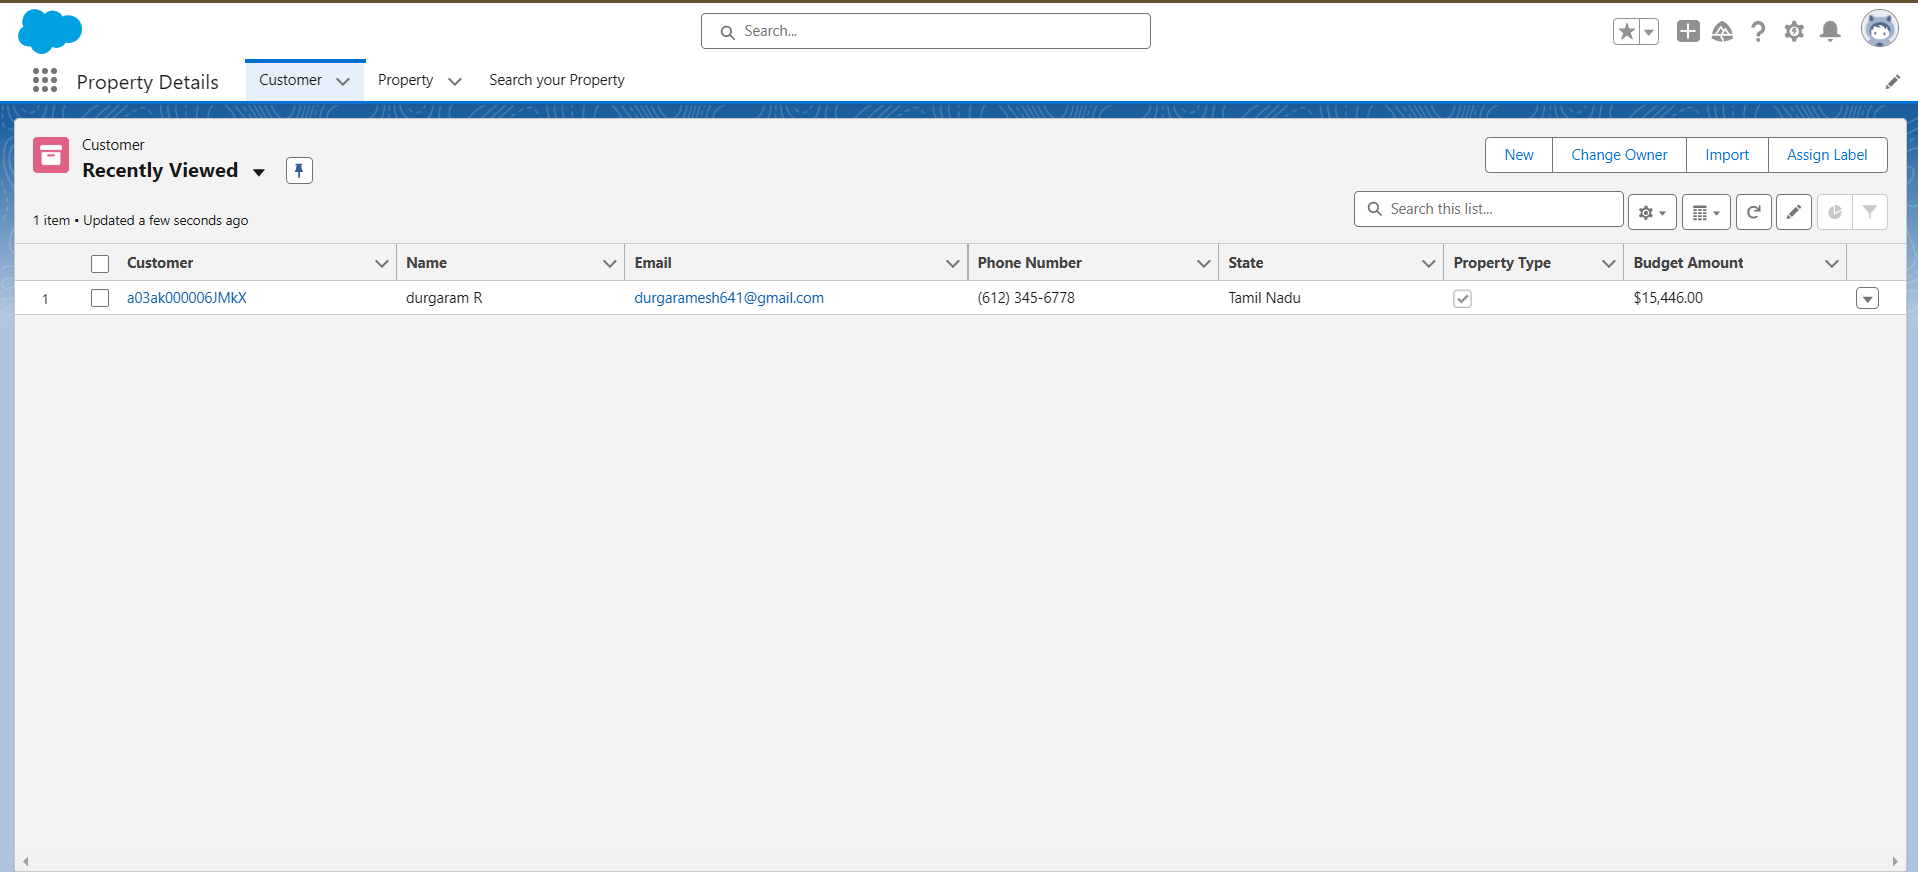 Search...
Property Details
Customer
Property
Search your Property
Customer
Recently Viewed
New
Change Owner
Import
Assign Label
1 item • Updated a few seconds ago
Search this list...
Customer Name Email Phone Number State Property Type Budget Amount
1 a03ak000006JMkX durgaram R durgaramesh641@gmail.com (612) 345-6778 Tamil Nadu $15,446.00